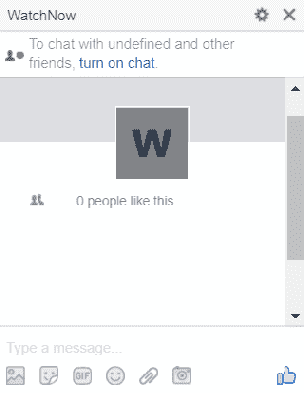 WatchNow
To chat with undefined and other
friends, turn on chat.
W
0 people like this
Type a message...
GIF